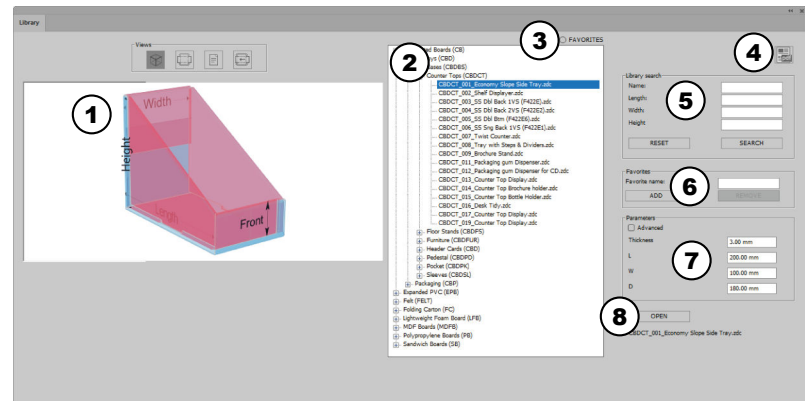 Library
Views
1
Width
Height
Length
Front
2
3
FAVORITES
Counter Tops (CBDCT)
CBDCT_001_Economy Slope Side Tray.zdc
CBDCT_002_Shelf Displayer.zdc
CBDCT_003_SS Dbl Back 1VS (F422E).zdc
CBDCT_004_SS Dbl Back 2VS (F422E2).zdc
CBDCT_005_SS Dbl Btm (F422E6).zdc
CBDCT_006_SS Sng Back 1VS (F422E1).zdc
CBDCT_007_Twist Counter.zdc
CBDCT_008_Tray with Steps & Dividers.zdc
CBDCT_009_Brochure Stand.zdc
CBDCT_011_Packaging gum Dispenser.zdc
CBDCT_012_Packaging gum Dispenser for CD.zdc
CBDCT_013_Counter Top Display.zdc
CBDCT_014_Counter Top Brochure holder.zdc
CBDCT_015_Counter Top Bottle Holder.zdc
CBDCT_016_Desk Tidy.zdc
CBDCT_017_Counter Top Display.zdc
CBDCT_019_Counter Top Display.zdc
Floor Stands (CBDFS)
Furniture (CBDFUR)
Header Cards (CBD)
Pedestal (CBDPD)
Pocket (CBDPK)
Sleeves (CBDSL)
Packaging (CBP)
Expanded PVC (EPB)
Felt (FELT)
Folding Carton (FC)
Lightweight Foam Board (LFB)
MDF Boards (MDFB)
Polypropylene Boards (PB)
Sandwich Boards (SB)
4
Library search
Name:
Length:
Width:
Height
5
RESET SEARCH
Favorites
Favorite name:
6
ADD REMOVE
Parameters
Advanced
Thickness 3.00 mm
L 200.00 mm
W 100.00 mm
D 180.00 mm
7
8
OPEN
CBDCT_001_Economy Slope Side Tray.zdc